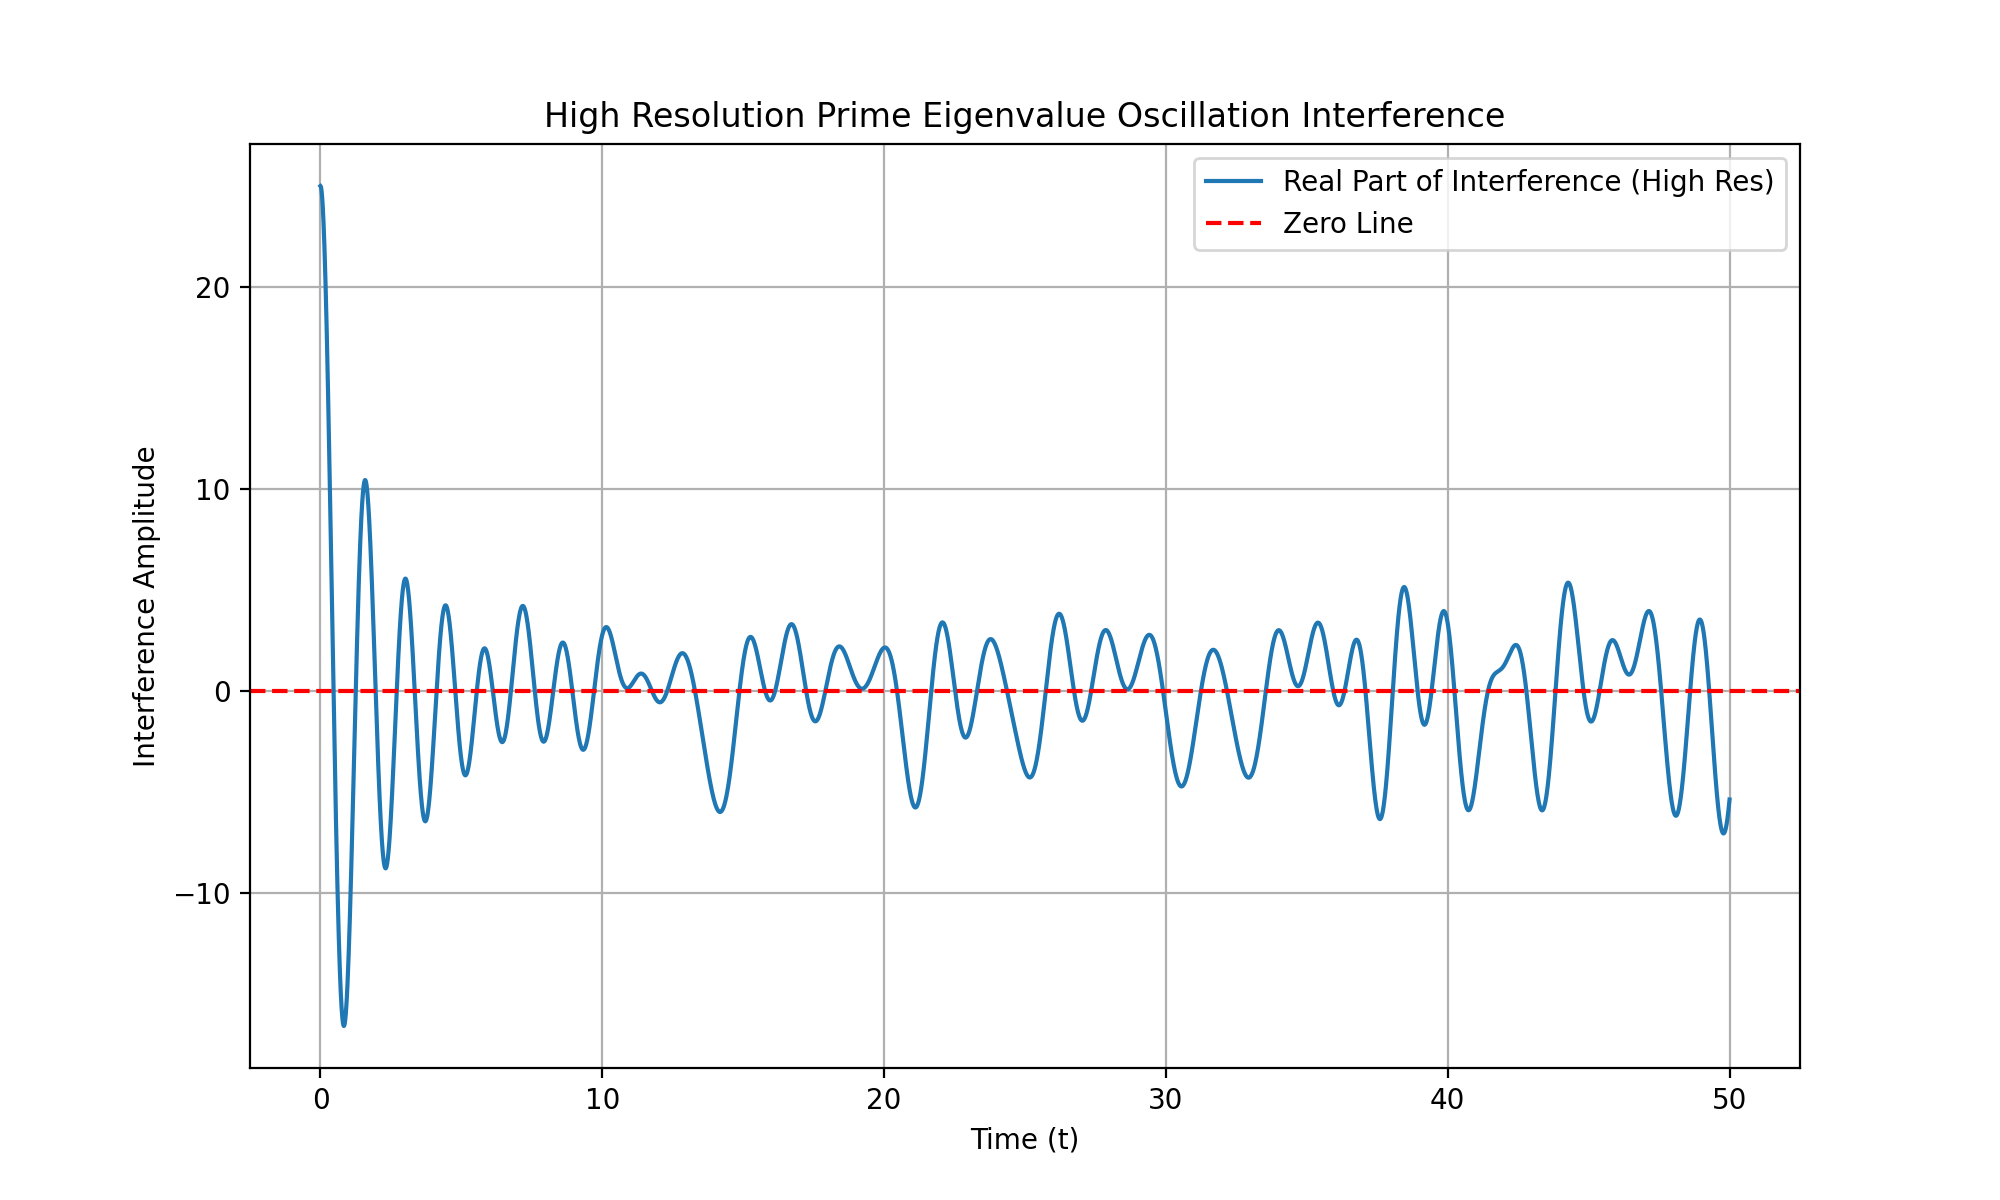 High Resolution Prime Eigenvalue Oscillation Interference
Real Part of Interference (High Res)
Zero Line
Interference Amplitude
20
10
0
−10
0
10
20
30
40
50
Time (t)